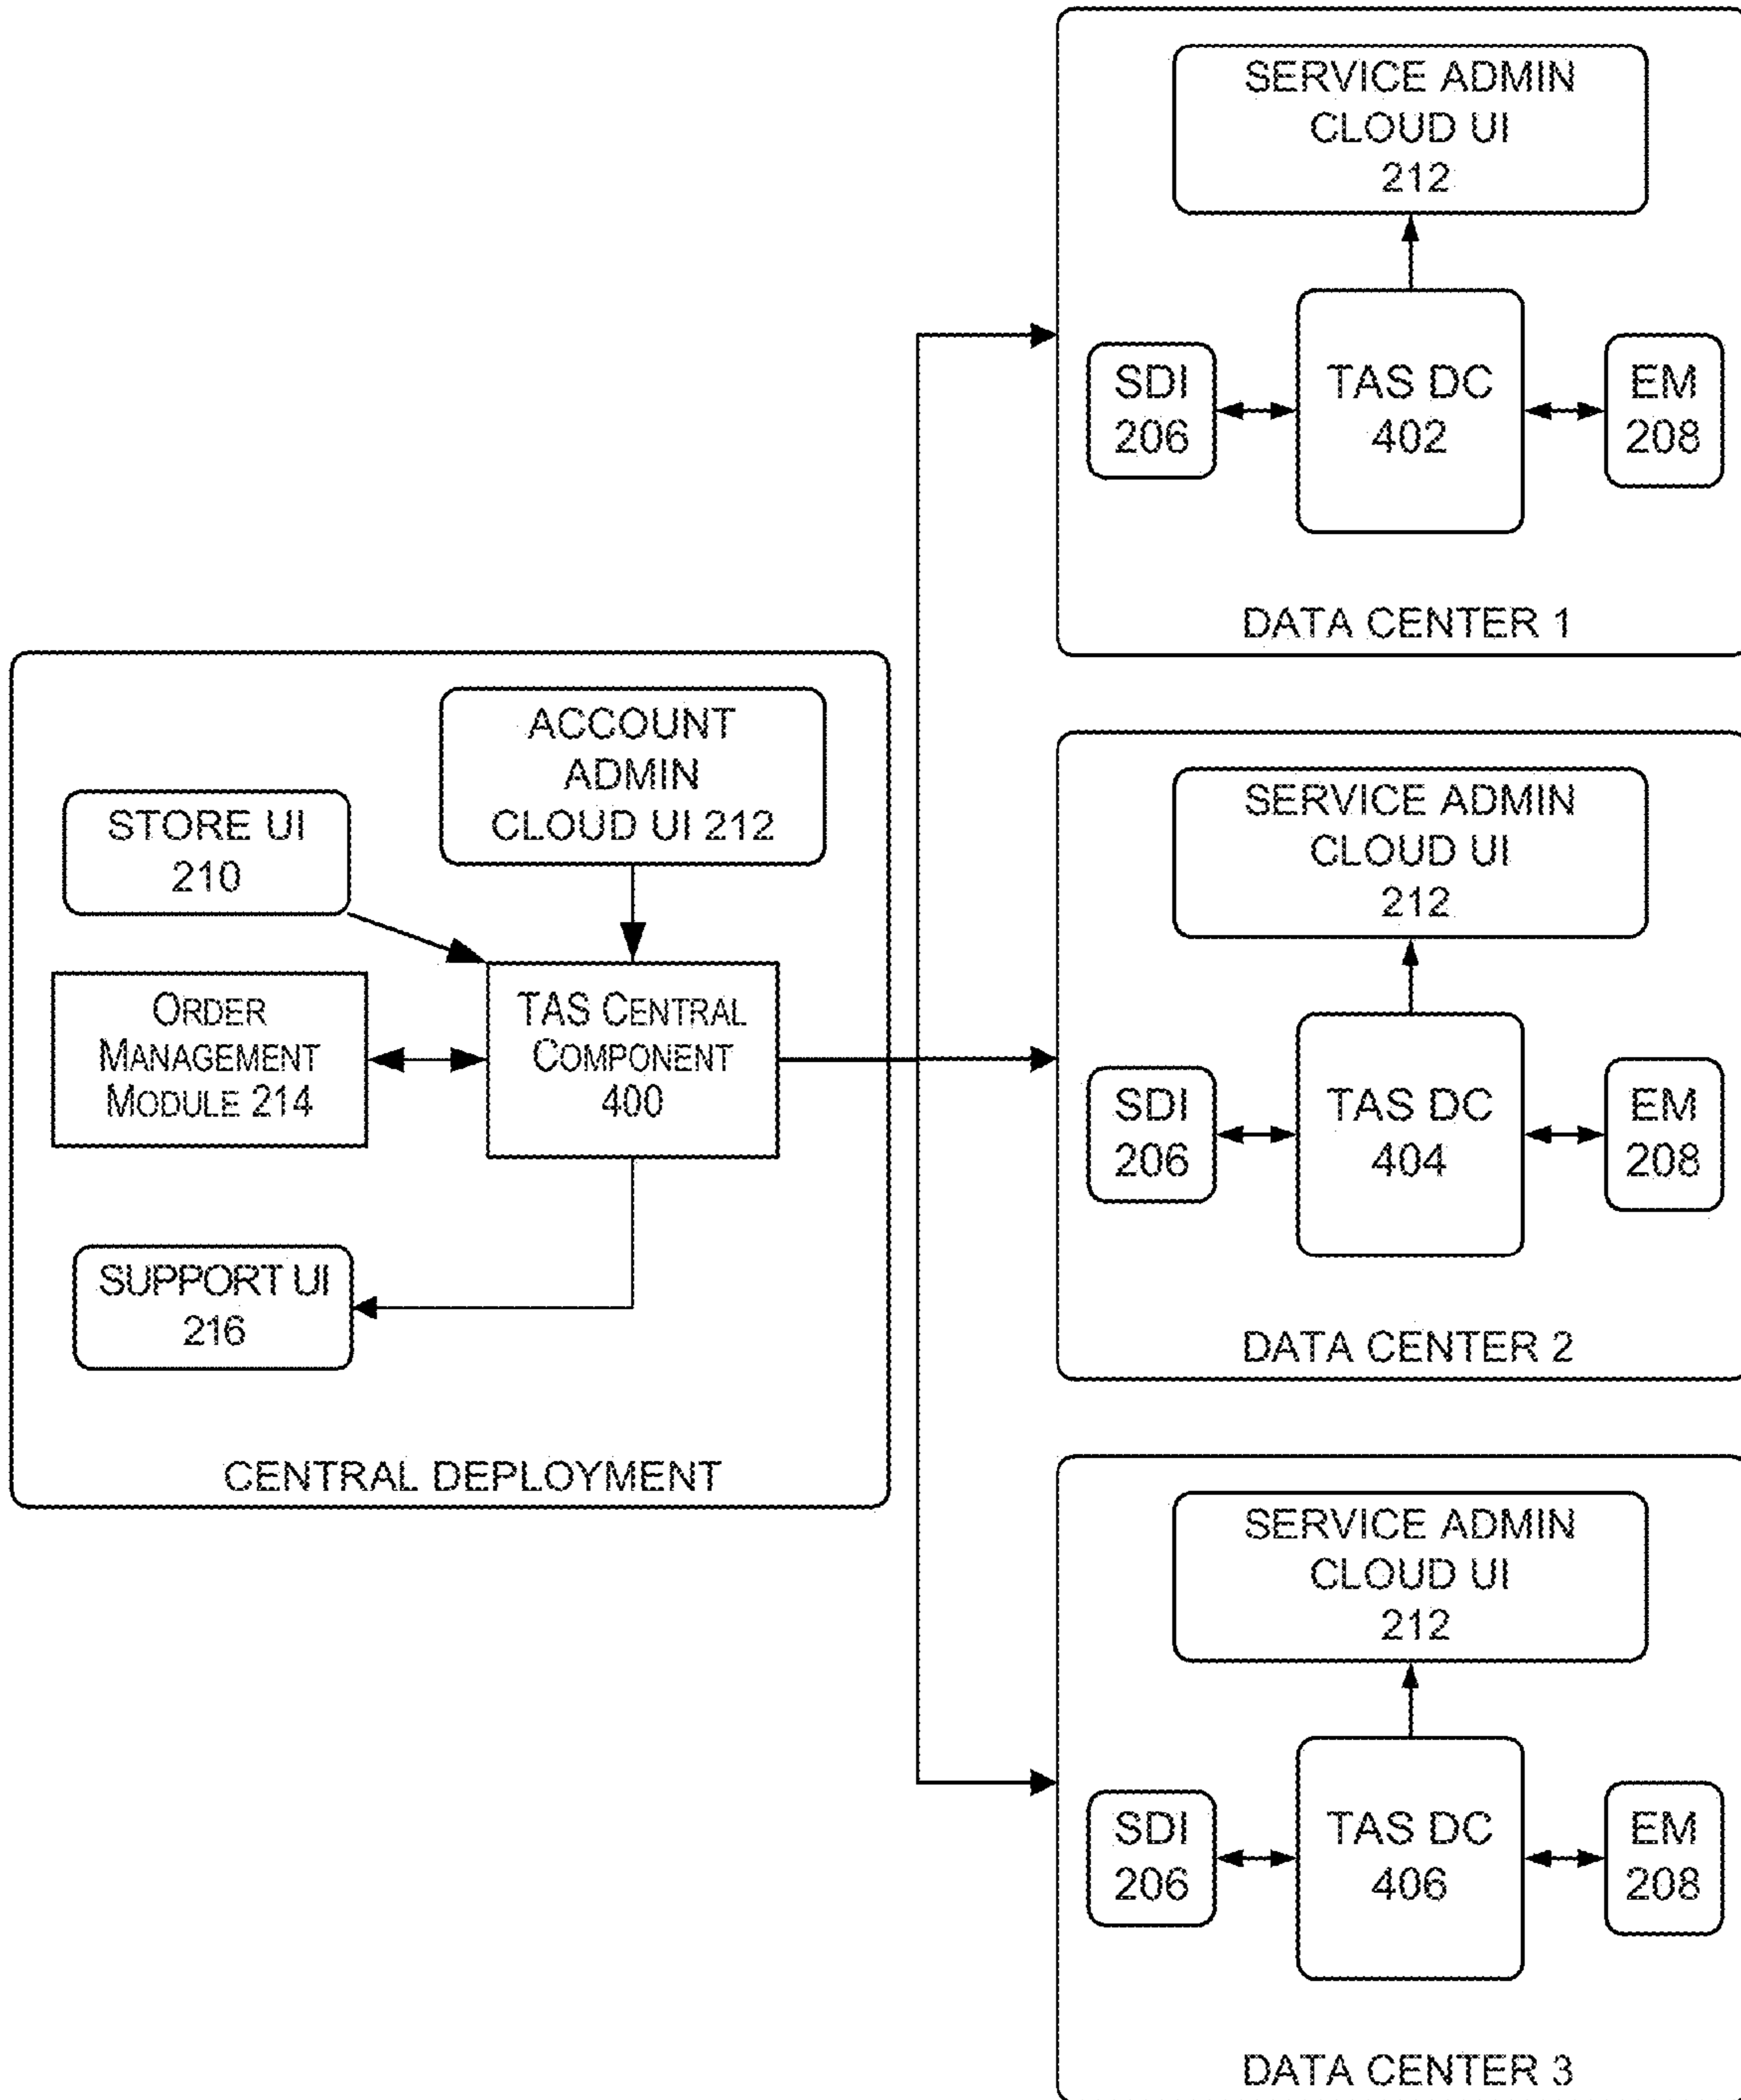 SERVICE ADMIN
CLOUD UI
212
SDI
206
TAS DC
402
EM
208
DATA CENTER 1
ACCOUNT
ADMIN
CLOUD UI 212
STORE UI
210
ORDER
MANAGEMENT
MODULE 214
TAS CENTRAL
COMPONENT
400
SUPPORT UI
216
CENTRAL DEPLOYMENT
SERVICE ADMIN
CLOUD UI
212
SDI
206
TAS DC
404
EM
208
DATA CENTER 2
SERVICE ADMIN
CLOUD UI
212
SDI
206
TAS DC
406
EM
208
DATA CENTER 3